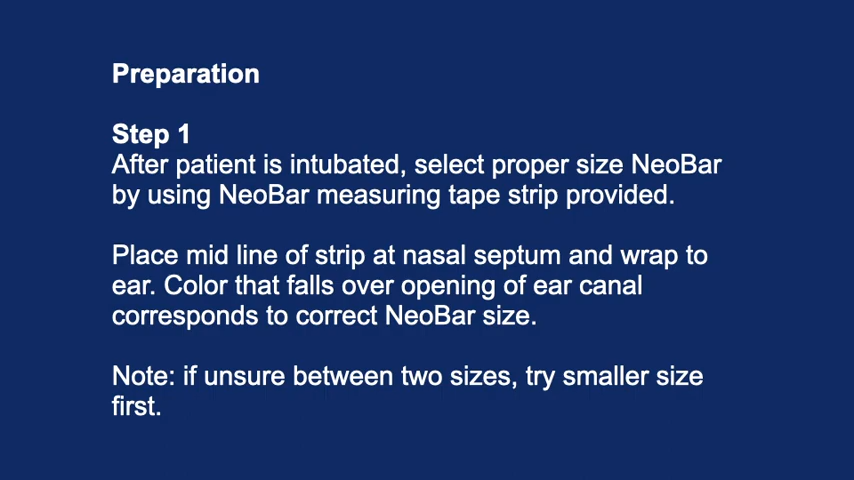 Preparation
Step 1
After patient is intubated, select proper size NeoBar
by using NeoBar measuring tape strip provided.
Place mid line of strip at nasal septum and wrap to
ear. Color that falls over opening of ear canal
corresponds to correct NeoBar size.
Note: if unsure between two sizes, try smaller size
first.